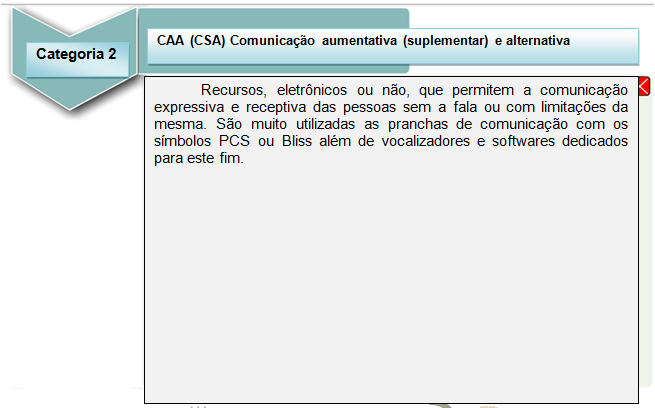 Categoria 2
CAA (CSA) Comunicação aumentativa (suplementar) e alternativa
Recursos, eletrônicos ou não, que permitem a comunicação
expressiva e receptiva das pessoas sem a fala ou com limitações da
mesma. São muito utilizadas as pranchas de comunicação com os
símbolos PCS ou Bliss além de vocalizadores e softwares dedicados
para este fim.